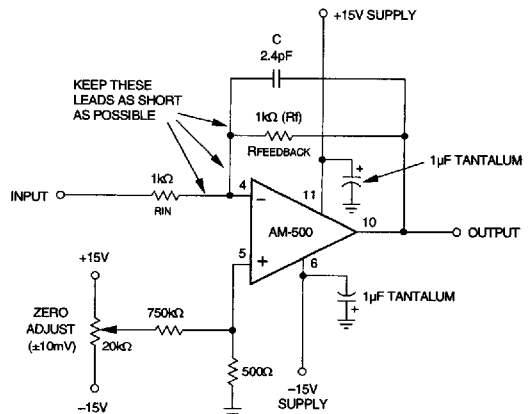 +15V SUPPLY
C
2.4pF
KEEP THESE
LEADS AS SHORT
AS POSSIBLE
1kΩ (Rf)
RFEEDBACK
1µF TANTALUM
+
11
1kΩ
4
INPUT
RIN
−
AM-500
10
OUTPUT
5
+
6
+15V
1µF TANTALUM
+
ZERO
ADJUST
(±10mV)
750kΩ
20kΩ
500Ω
−15V
−15V
SUPPLY